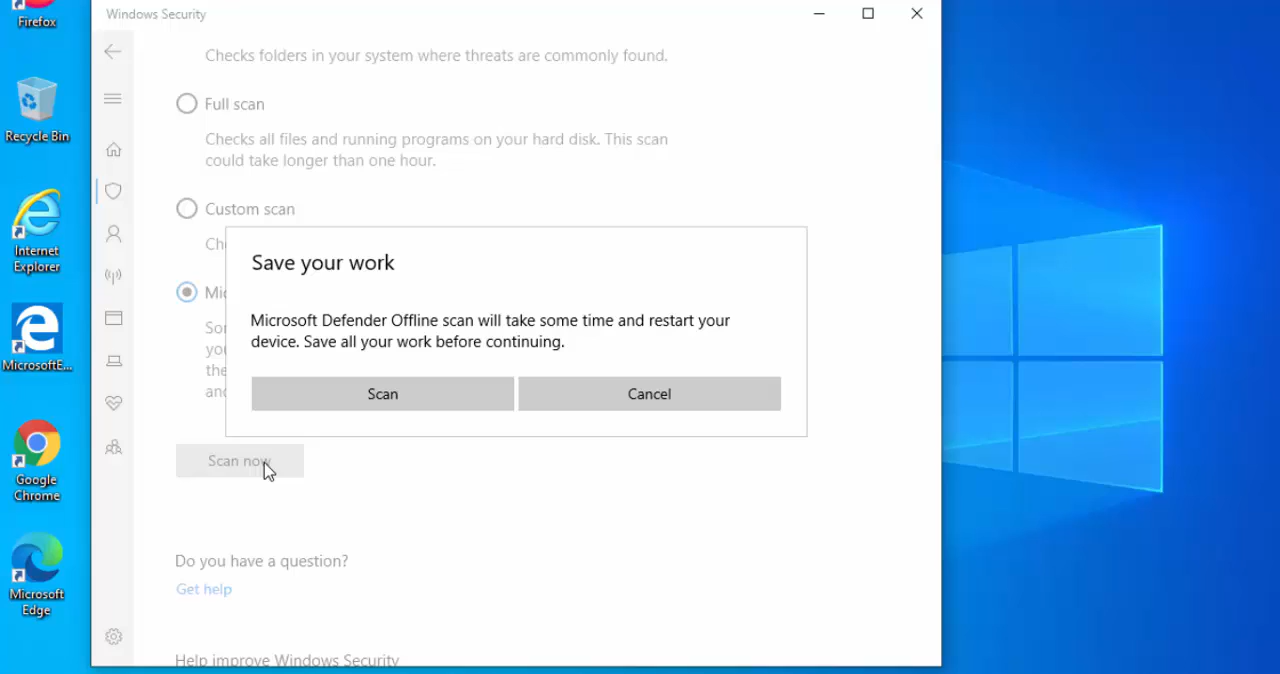 Firefox
Recycle Bin
Internet
Explorer
MicrosoftE...
Google
Chrome
Microsoft
Edge
Windows Security
Checks folders in your system where threats are commonly found.
Full scan
Checks all files and running programs on your hard disk. This scan
could take longer than one hour.
Custom scan
Save your work
Microsoft Defender Offline scan will take some time and restart your
device. Save all your work before continuing.
Scan
Cancel
Scan now
Do you have a question?
Get help
Help improve Windows Security